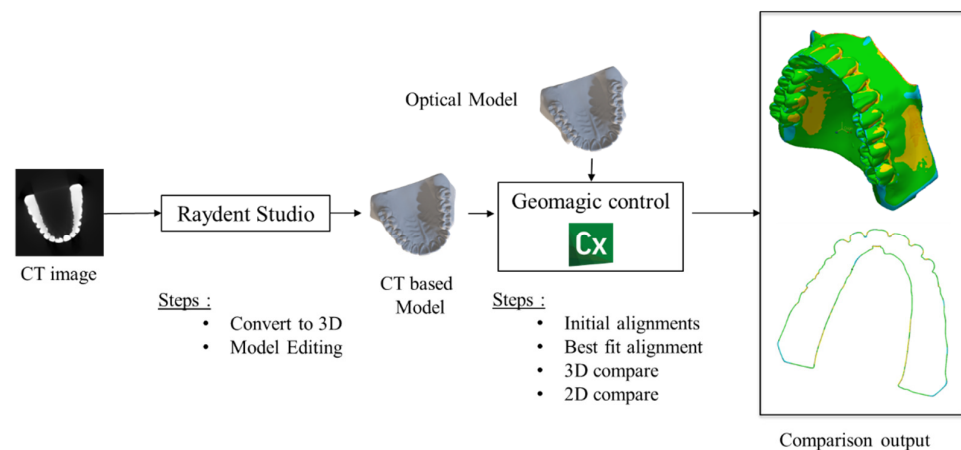 Optical Model
CT image
Raydent Studio
CT based
Model
Geomagic control
Cx
Steps :
• Convert to 3D
• Model Editing
Steps :
• Initial alignments
• Best fit alignment
• 3D compare
• 2D compare
Comparison output